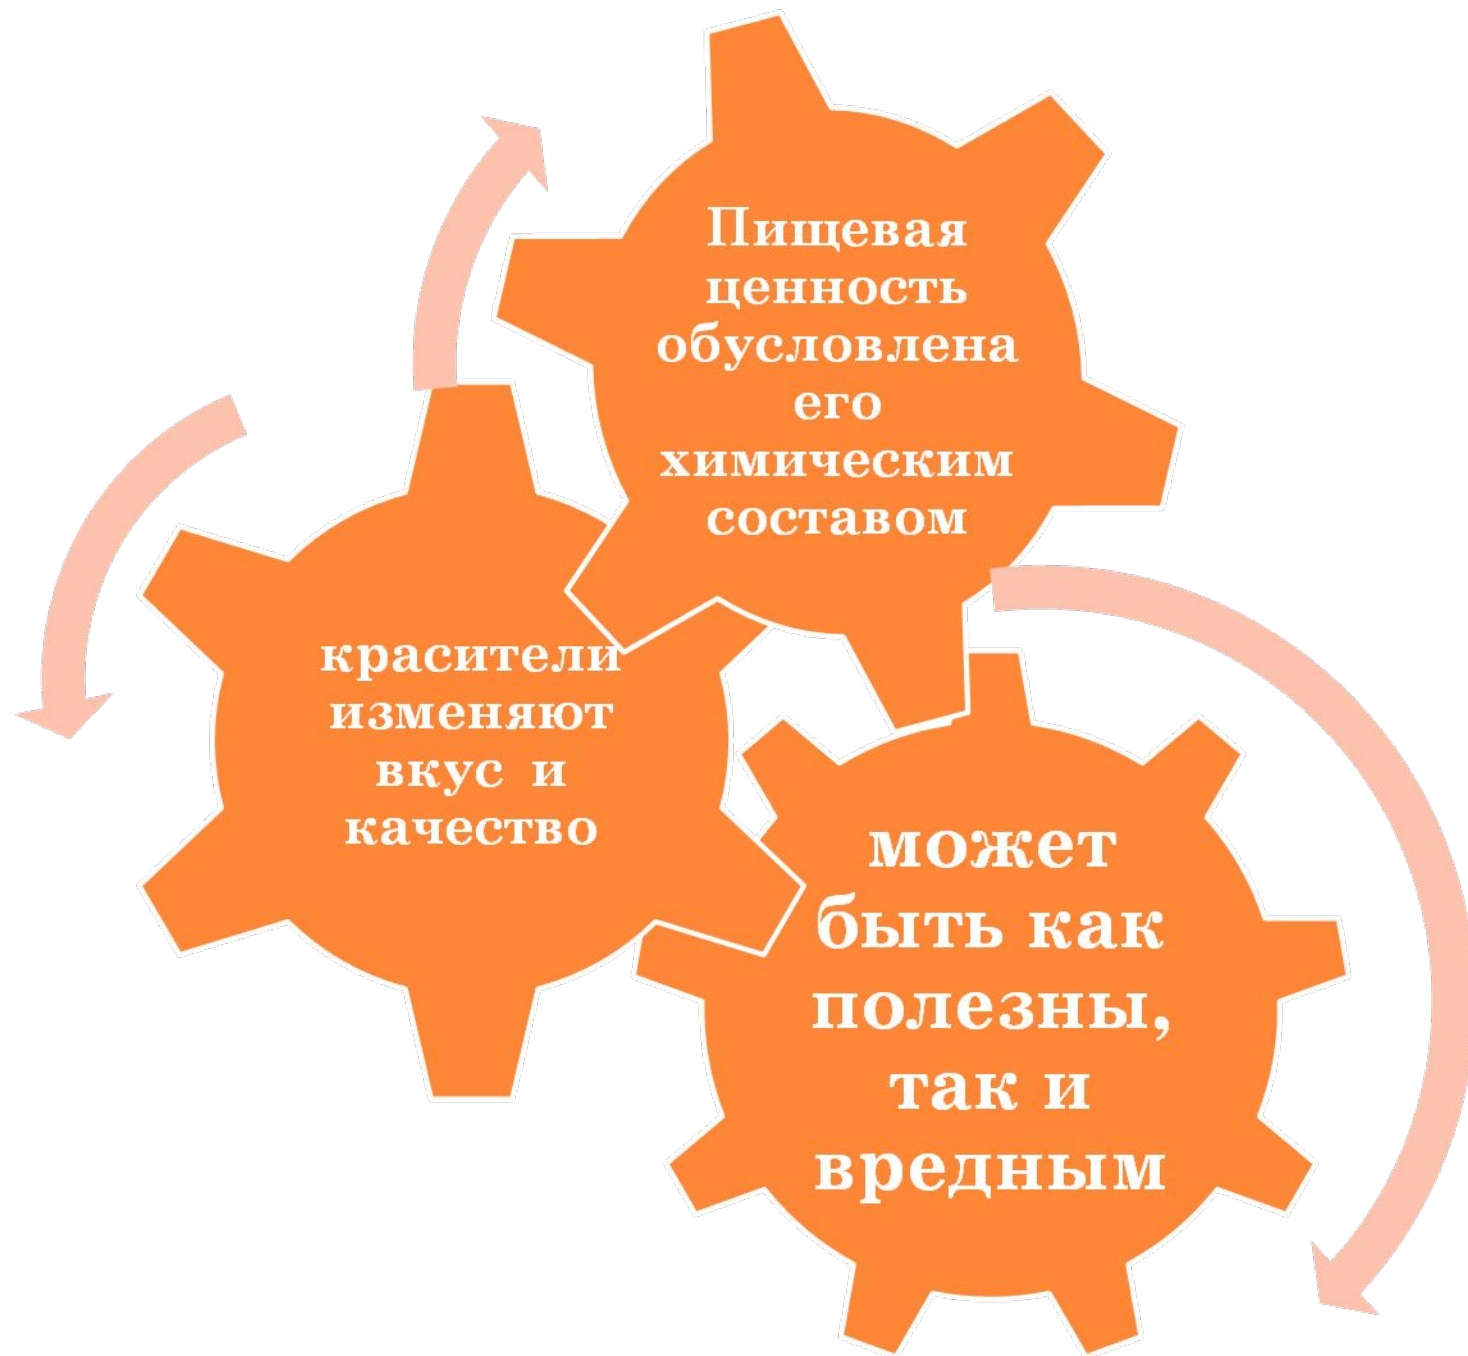 Пищевая
ценность
обусловлена
его
химическим
составом
красители
изменяют
вкус и
качество
может
быть как
полезны,
так и
вредным